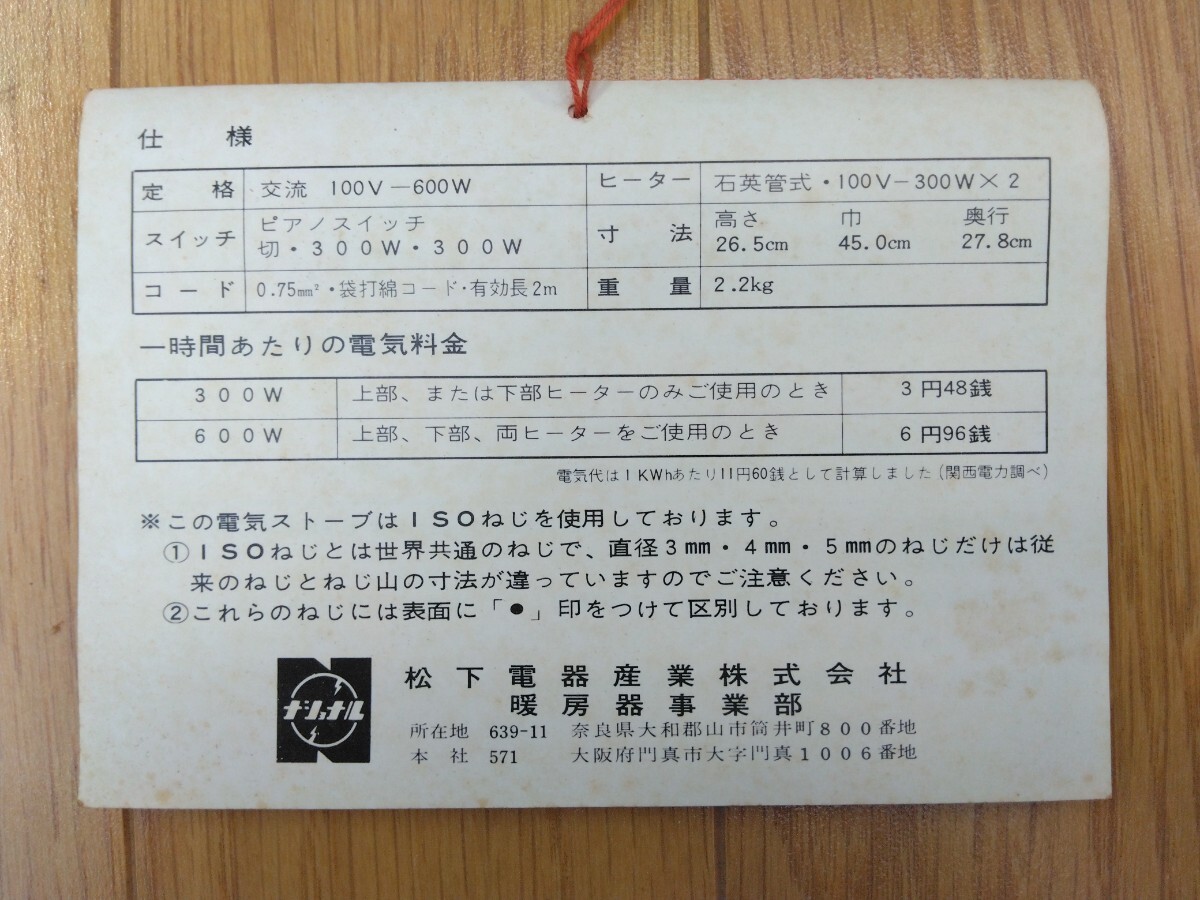 仕様
定格 交流 100V—600W ヒーター 石英管式・100V−300W×2
スイッチ ピアノスイッチ 寸法 高さ 巾 奥行
切・300W・300W 26.5cm 45.0cm 27.8cm
コード 0.75mm²・袋打綿コード・有効長2m 重量 2.2kg
一時間あたりの電気料金
300W 上部、または下部ヒーターのみご使用のとき 3円48銭
600W 上部、下部、両ヒーターをご使用のとき 6円96銭
電気代は1KWhあたり11円60銭として計算しました(関西電力調べ)
※この電気ストーブはISOねじを使用しております。
①ISOねじとは世界共通のねじで、直径3mm・4mm・5mmのねじだけは従
来のねじとねじ山の寸法が違っていますのでご注意ください。
②これらのねじには表面に「●」印をつけて区別しております。
ナショナル
松下電器産業株式会社
暖房器事業部
所在地 639-11 奈良県大和郡山市筒井町800番地
本社 571 大阪府門真市大字門真1006番地